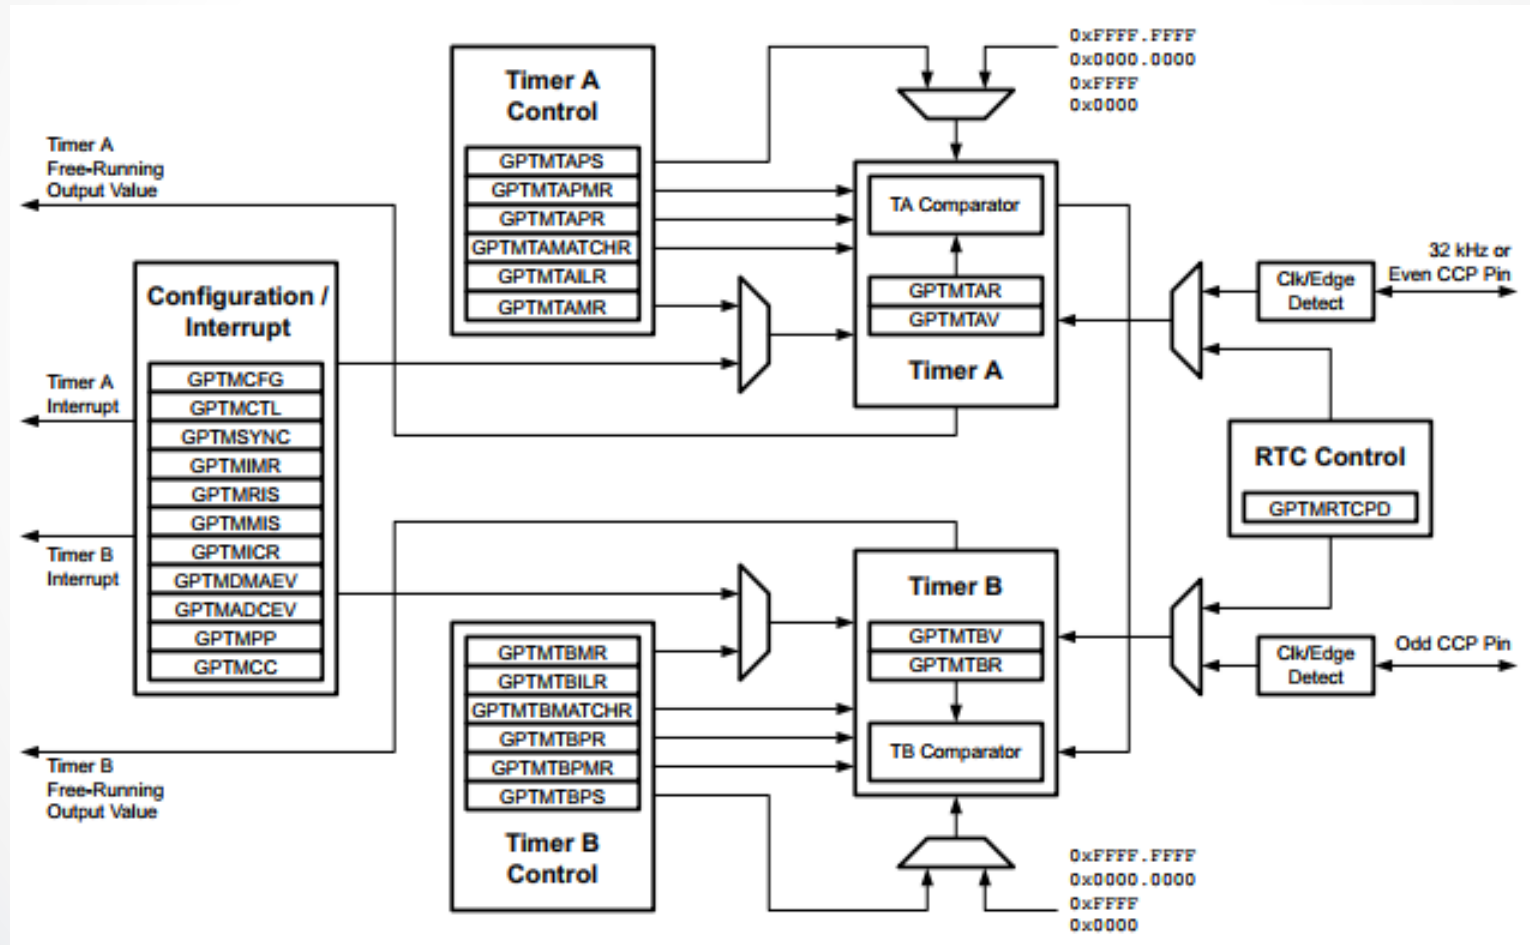 Timer A
Control
GPTMTAPS
GPTMTAPMR
GPTMTAPR
GPTMTAMATCHR
GPTMTAILR
GPTMTAMR
0xFFFF.FFFF
0x0000.0000
0xFFFF
0x0000
Timer A
Free-Running
Output Value
TA Comparator
GPTMTAR
GPTMTAV
Timer A
32 kHz or
Even CCP Pin
Clk/Edge
Detect
Configuration /
Interrupt
GPTMCFG
GPTMCTL
GPTMSYNC
GPTMIMR
GPTMRIS
GPTMMIS
GPTMICR
GPTMDMAEV
GPTMADCEV
GPTMPP
GPTMCC
Timer A
Interrupt
Timer B
Interrupt
RTC Control
GPTMRTCPD
Timer B
GPTMTBV
GPTMTBR
TB Comparator
Clk/Edge
Detect
Odd CCP Pin
GPTMTBMR
GPTMTBILR
GPTMTBMATCHR
GPTMTBPR
GPTMTBPMR
GPTMTBPS
Timer B
Control
Timer B
Free-Running
Output Value
0xFFFF.FFFF
0x0000.0000
0xFFFF
0x0000